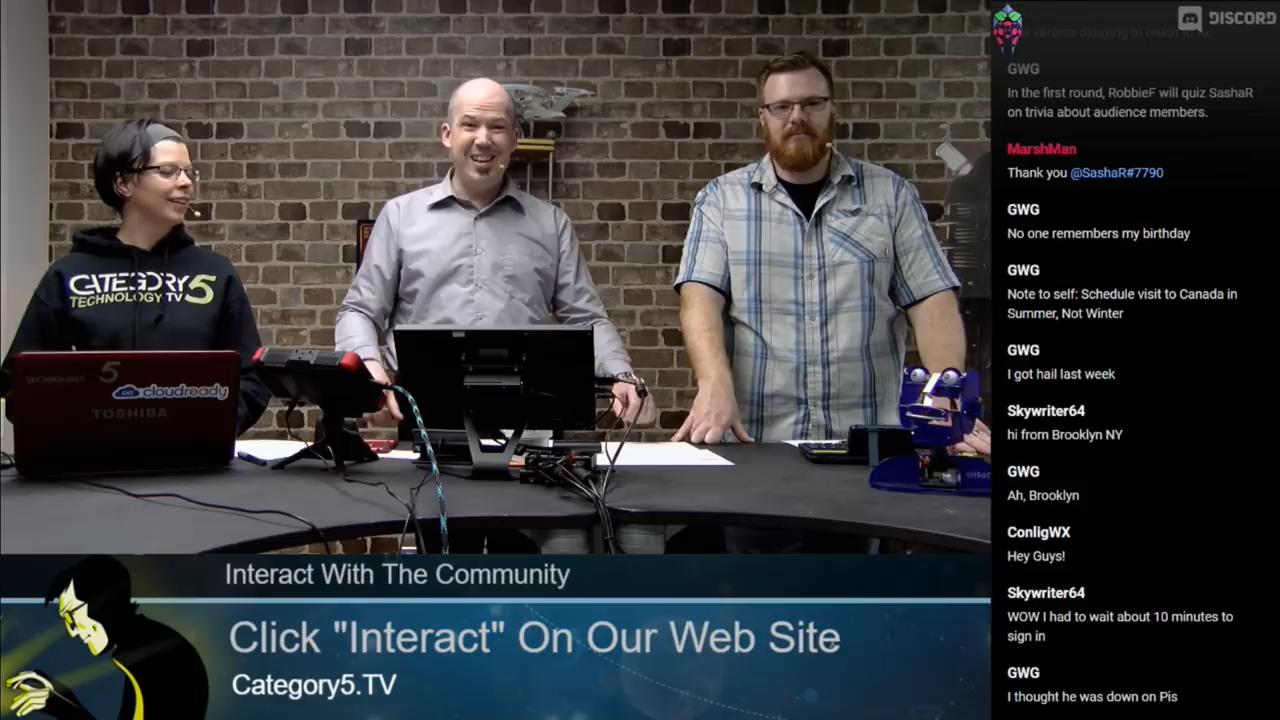 DISCORD
GWG
In the first round, RobbieF will quiz SashaR
on trivia about audience members.
MarshMan
Thank you @SashaR#7790
GWG
No one remembers my birthday
GWG
Note to self: Schedule visit to Canada in
Summer, Not Winter
GWG
I got hail last week
Skywriter64
hi from Brooklyn NY
GWG
Ah, Brooklyn
ConligWX
Hey Guys!
Skywriter64
WOW I had to wait about 10 minutes to
sign in
GWG
I thought he was down on Pis
CATEGORY5
TECHNOLOGY TV
TECHNOLOGY 5
cloudready
TOSHIBA
Interact With The Community
Click "Interact" On Our Web Site
Category5.TV